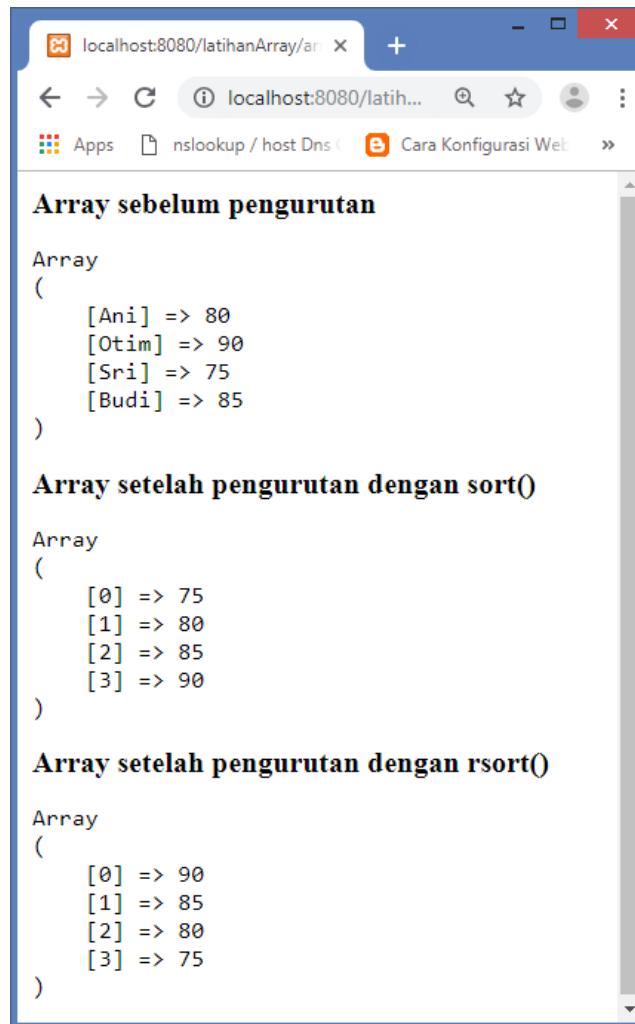 localhost:8080/latihanArray/ar
localhost:8080/latih...
Apps nslookup / host Dns Cara Konfigurasi Web »
Array sebelum pengurutan
Array
(
[Ani] => 80
[Otim] => 90
[Sri] => 75
[Budi] => 85
)
Array setelah pengurutan dengan sort()
Array
(
[0] => 75
[1] => 80
[2] => 85
[3] => 90
)
Array setelah pengurutan dengan rsort()
Array
(
[0] => 90
[1] => 85
[2] => 80
[3] => 75
)